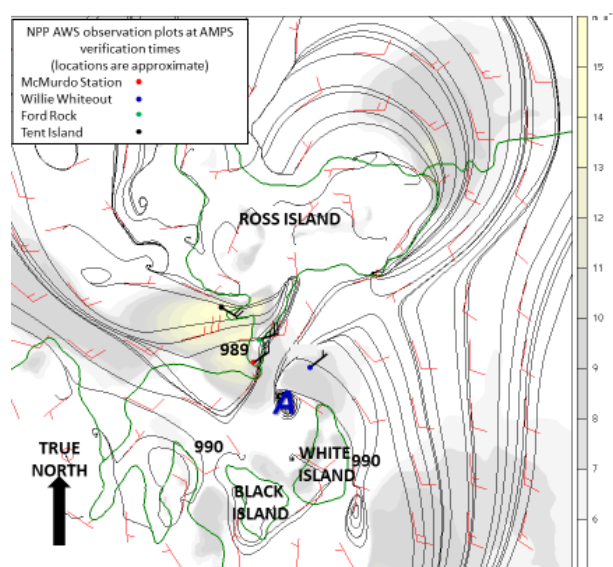 NPP AWS observation plots at AMPS
verification times
(locations are approximate)
McMurdo Station
Willie Whiteout
Ford Rock
Tent Island
15
14
13
12
11
10
9
8
7
6
ROSS ISLAND
989
A
990
WHITE
ISLAND
990
BLACK
ISLAND
TRUE
NORTH